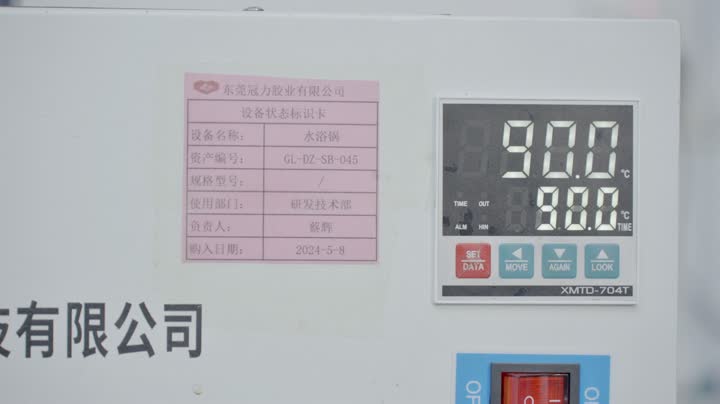 东莞冠力胶业有限公司
设备状态标识卡
设备名称： 水浴锅
资产编号： GL-DZ-SB-045
规格型号： /
使用部门： 研发技术部
负责人： 蔡辉
购入日期： 2024-5-8
90.0 ℃
TIME OUT 90.0 ℃
ALM HIN TIME
SET/DATA MOVE AGAIN LOOK
XMTD-704T
有限公司
OF OF